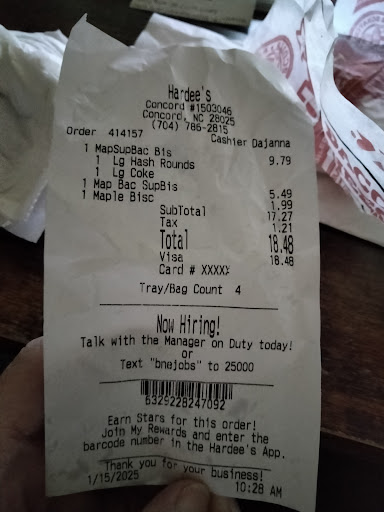 Hardee's
Concord #1503046
Concord, NC 28025
(704) 786-2815
Order 414157 Cashier Dajanna
1 MapSupBac Bis 9.79
1 Lg Hash Rounds
1 Lg Coke
1 Map Bac SupBis 5.49
1 Maple Bisc 1.99
SubTotal 17.27
Tax 1.21
Total 18.48
Visa 18.48
Card # XXXXX
Tray/Bag Count 4
Now Hiring!
Talk with the Manager on Duty today!
or
Text "bnejobs" to 25000
6329228247092
Earn Stars for this order!
Join My Rewards and enter the
barcode number in the Hardee's App.
Thank you for your business!
1/15/2025 10:28 AM